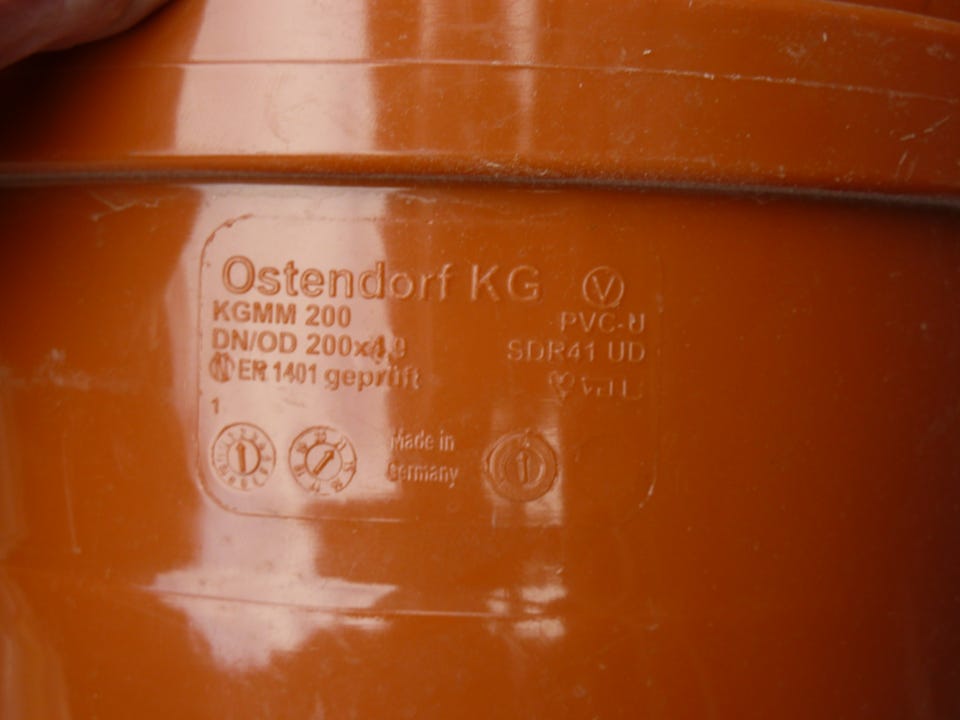 Ostendorf KG V
KGMM 200
PVC-U
DN/OD 200x4,9
SDR41 UD
N ER 1401 geprüft
1
Made in
Germany